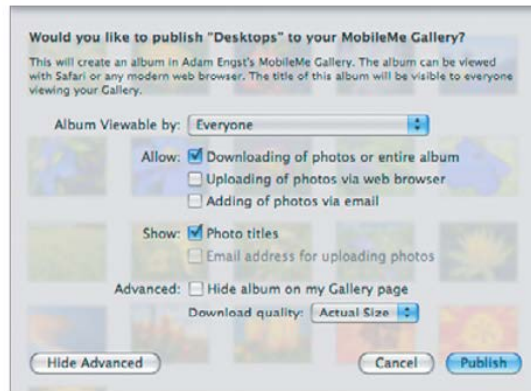 Would you like to publish "Desktops" to your MobileMe Gallery?
This will create an album in Adam Engst's MobileMe Gallery. The album can be viewed
with Safari or any modern web browser. The title of this album will be visible to everyone
viewing your Gallery.
Album Viewable by: Everyone
Allow: Downloading of photos or entire album
Uploading of photos via web browser
Adding of photos via email
Show: Photo titles
Email address for uploading photos
Advanced: Hide album on my Gallery page
Download quality: Actual Size
Hide Advanced Cancel Publish